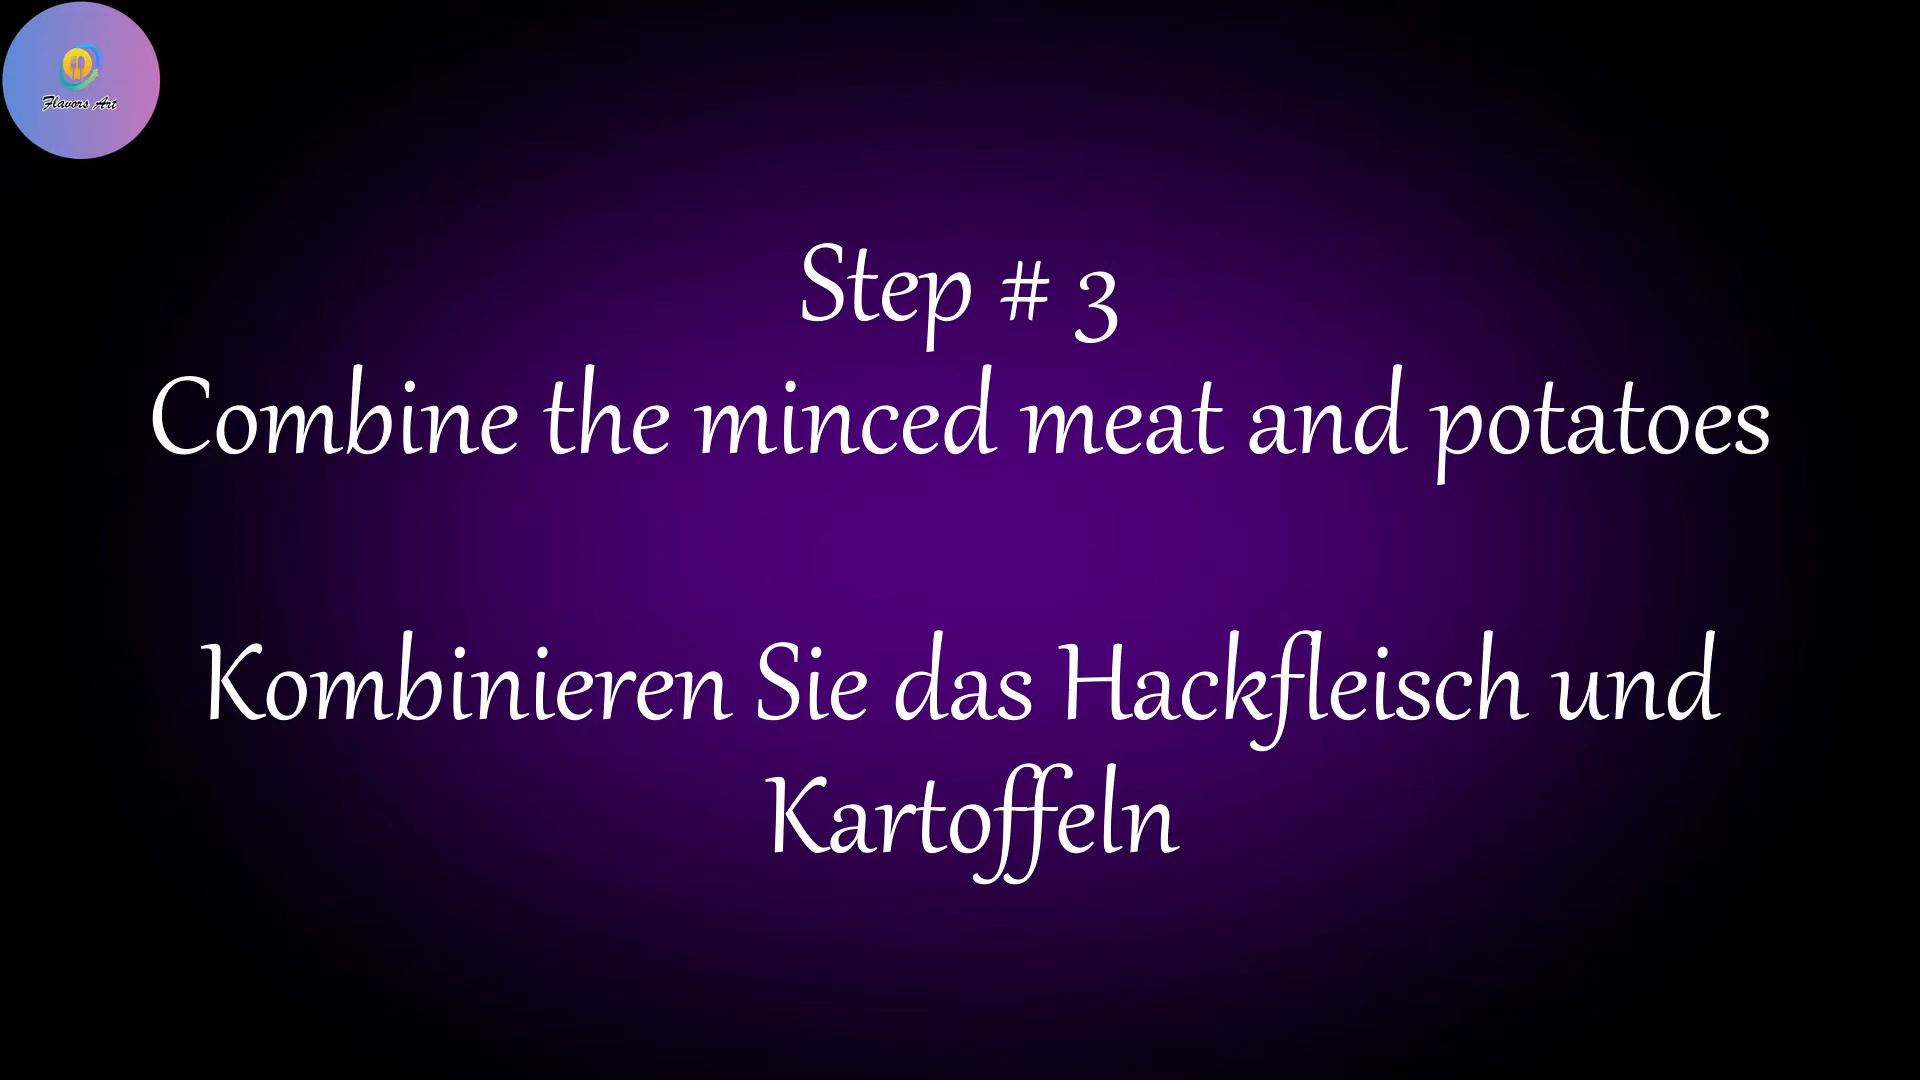 Flavors Art
Step # 3
Combine the minced meat and potatoes
Kombinieren Sie das Hackfleisch und
Kartoffeln